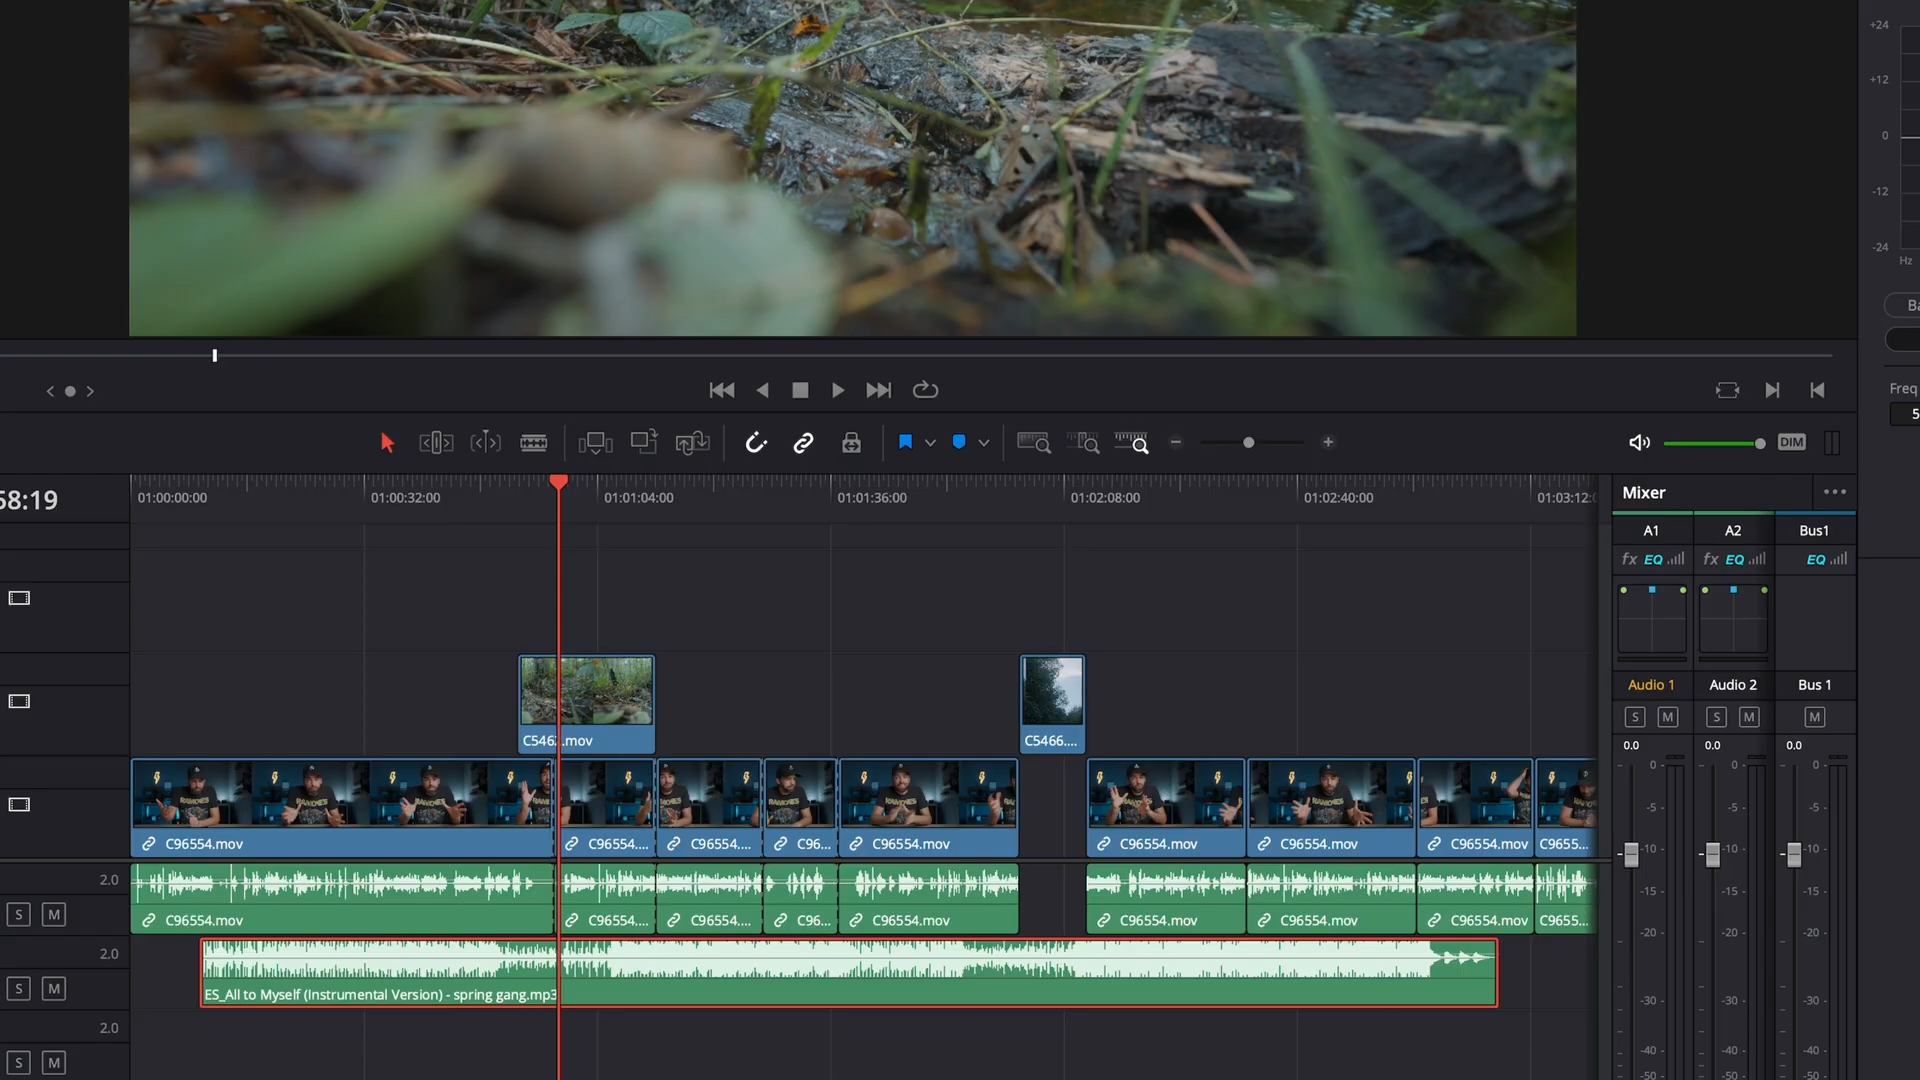 +24
+12
0
-12
-24
Hz
Ba
Freq
5
DIM
58:19
01:00:00:00
01:00:32:00
01:01:04:00
01:01:36:00
01:02:08:00
01:02:40:00
01:03:12:0
Mixer
A1
A2
Bus1
fx EQ
fx EQ
EQ
Audio 1
Audio 2
Bus 1
S M
S M
M
0.0
0.0
0.0
0
0
0
-5
-5
-5
-10
-10
-10
-15
-15
-15
-20
-20
-20
-30
-30
-30
-40
-40
-40
-50
-50
-50
C5462.mov
C5466....
RAMONES
C96554.mov
C96554....
C96554....
C96...
C96554.mov
C96554.mov
C96554.mov
C96554.mov
C9655...
2.0
S M
C96554.mov
C96554....
C96554....
C96...
C96554.mov
C96554.mov
C96554.mov
C96554.mov
C9655...
2.0
S M
ES_All to Myself (Instrumental Version) - spring gang.mp3
2.0
S M